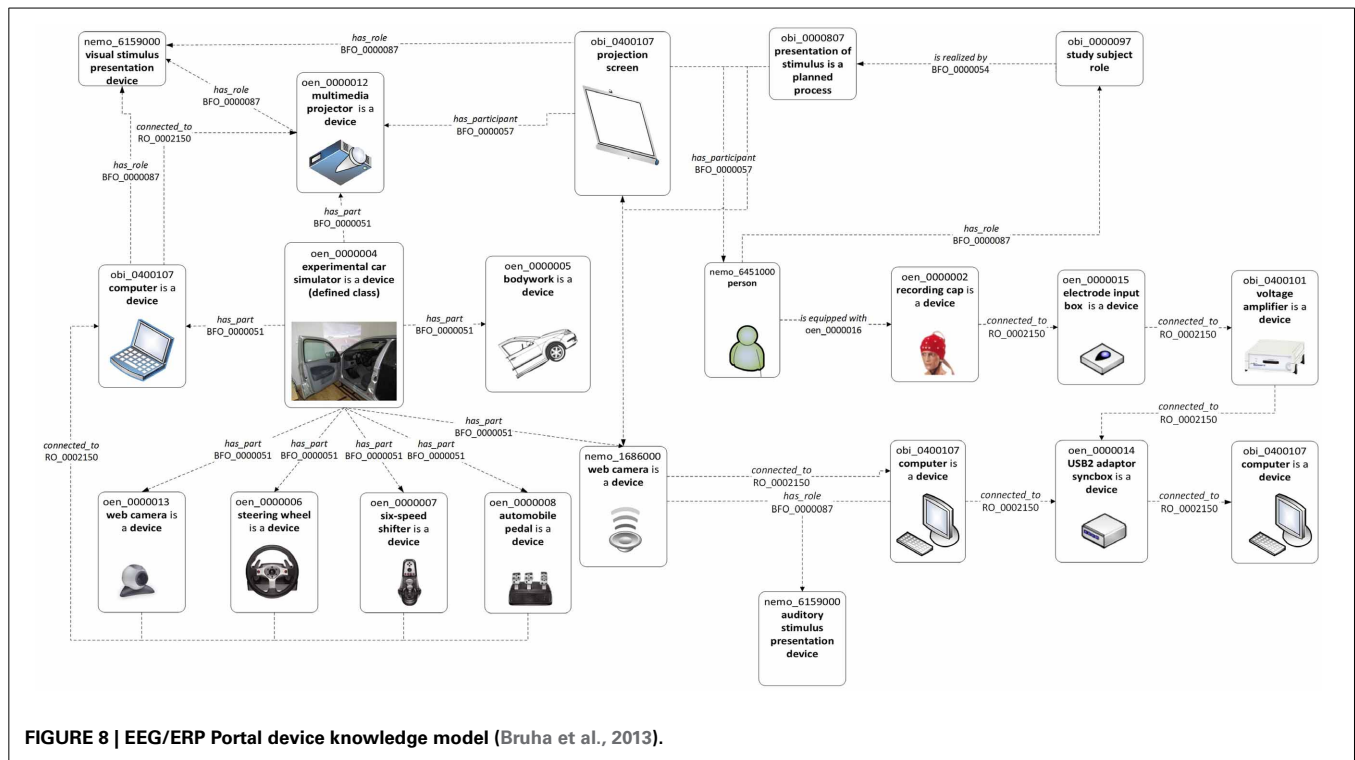 nemo_6159000
visual stimulus
presentation
device
has_role
BFO_0000087
obi_0400107
projection
screen
obi_0000807
presentation of
stimulus is a
planned
process
is realized by
BFO_0000054
obi_0000097
study subject
role
oen_0000012
multimedia
projector is a
device
has_role
BFO_0000087
connected_to
RO_0002150
has_role
BFO_0000087
has_participant
BFO_0000057
has_participant
BFO_0000057
has_part
BFO_0000051
has_role
BFO_0000087
obi_0400107
computer is a
device
has_part
BFO_0000051
oen_0000004
experimental car
simulator is a device
(defined class)
has_part
BFO_0000051
oen_0000005
bodywork is a
device
nemo_6451000
person
is equipped with
oen_0000016
oen_0000002
recording cap is
a device
connected_to
RO_0002150
oen_0000015
electrode input
box is a device
connected_to
RO_0002150
obi_0400101
voltage
amplifier is a
device
connected_to
RO_0002150
connected_to
RO_0002150
has_part
BFO_0000051
has_part
BFO_0000051
has_part
BFO_0000051
has_part
BFO_0000051
has_part
BFO_0000051
oen_0000013
web camera is
a device
oen_0000006
steering wheel
is a device
oen_0000007
six-speed
shifter is a
device
oen_0000008
automobile
pedal is a
device
nemo_1686000
web camera is
a device
connected_to
RO_0002150
has_role
BFO_0000087
obi_0400107
computer is
a device
connected_to
RO_0002150
oen_0000014
USB2 adaptor
syncbox is a
device
connected_to
RO_0002150
obi_0400107
computer is
a device
nemo_6159000
auditory
stimulus
presentation
device
FIGURE 8 | EEG/ERP Portal device knowledge model (Bruha et al., 2013).